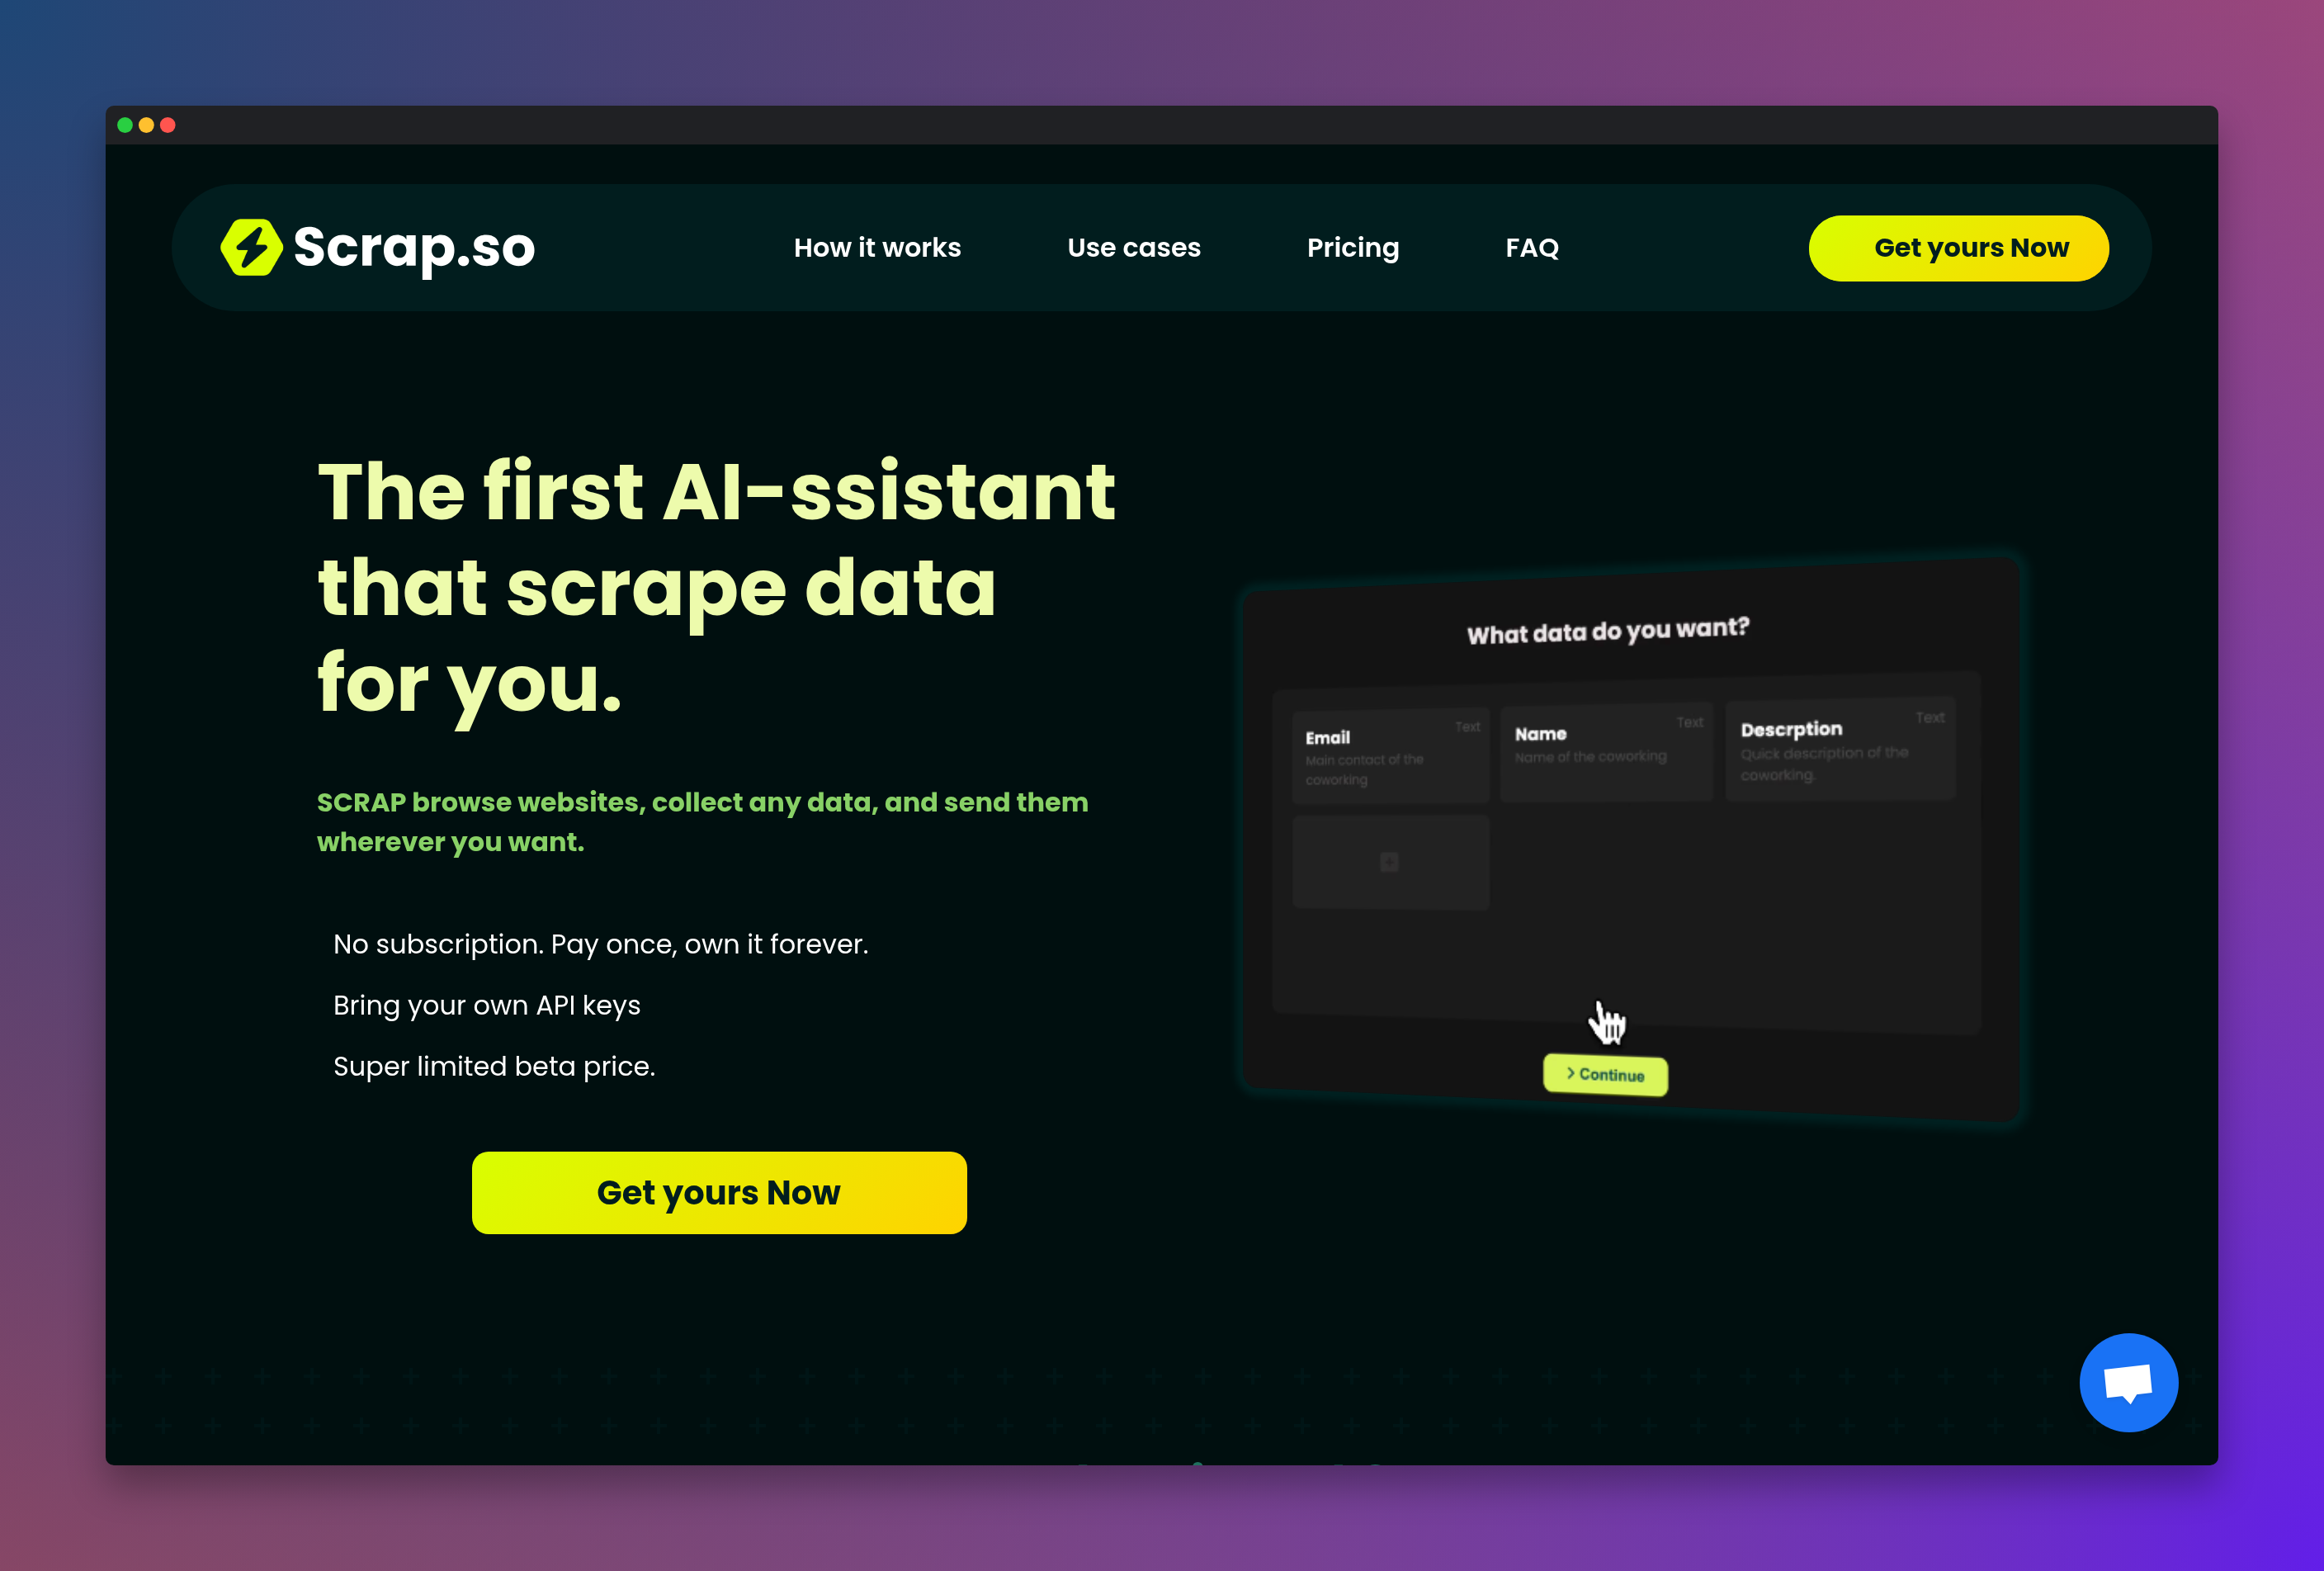 Scrap.so
How it works
Use cases
Pricing
FAQ
Get yours Now
The first AI-ssistant
that scrape data
for you.
SCRAP browse websites, collect any data, and send them
wherever you want.
No subscription. Pay once, own it forever.
Bring your own API keys
Super limited beta price.
Get yours Now
What data do you want?
Email
Text
Main contact of the
coworking
Name
Text
Name of the coworking
Descrption
Text
Quick description of the
coworking.
Continue